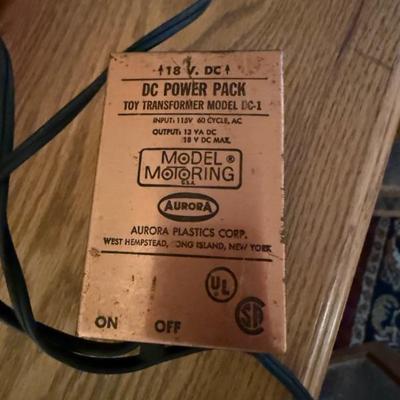 ↑18 V. DC↑
DC POWER PACK
TOY TRANSFORMER MODEL DC-1
INPUT: 115V 60 CYCLE, AC
OUTPUT: 13 VA DC
18 V DC MAX.
MODEL ®
MOTORING
U.S.A.
AURORA
AURORA PLASTICS CORP.
WEST HEMPSTEAD, LONG ISLAND, NEW YORK
UL
SA
ON OFF